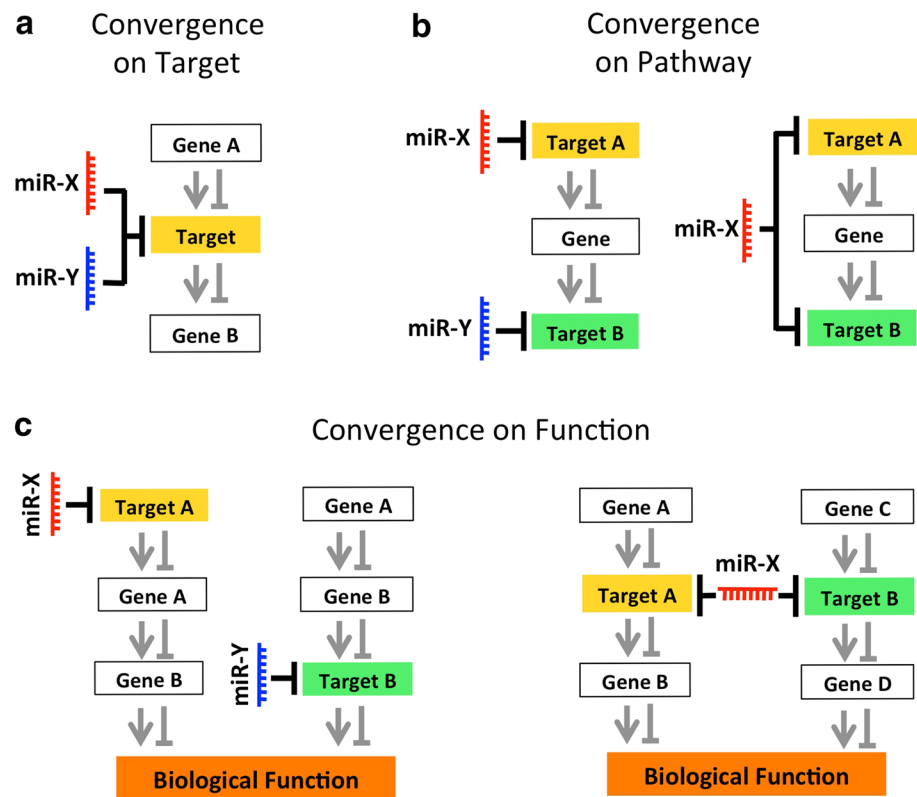 a
Convergence
on Target
miR-X
miR-Y
Gene A
Target
Gene B
b
Convergence
on Pathway
miR-X
Target A
Gene
miR-Y
Target B
miR-X
Target A
Gene
Target B
c
Convergence on Function
miR-X
Target A
Gene A
Gene B
Gene A
Gene B
miR-Y
Target B
Biological Function
Gene A
Target A
Gene B
miR-X
Gene C
Target B
Gene D
Biological Function